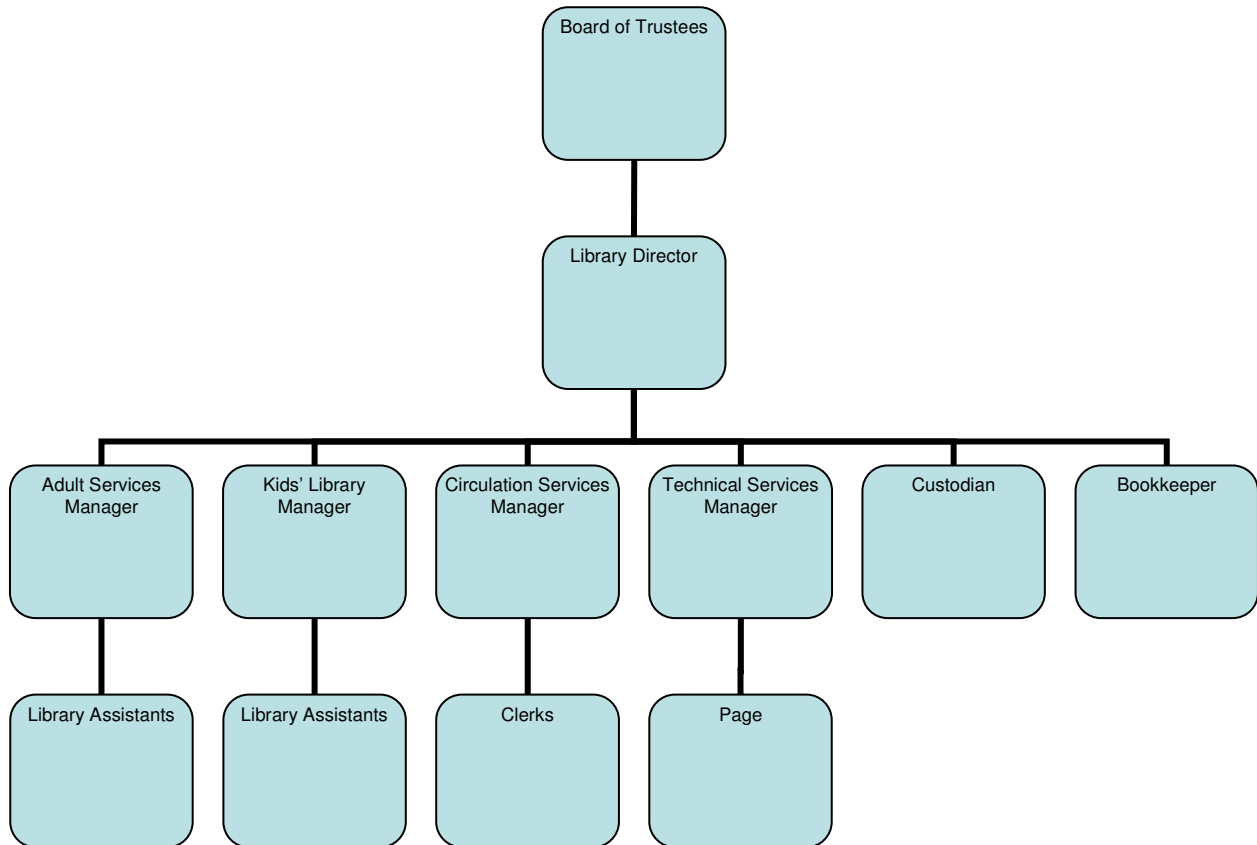 Board of Trustees
Library Director
Adult Services
Manager
Kids’ Library
Manager
Circulation Services
Manager
Technical Services
Manager
Custodian
Bookkeeper
Library Assistants
Library Assistants
Clerks
Page